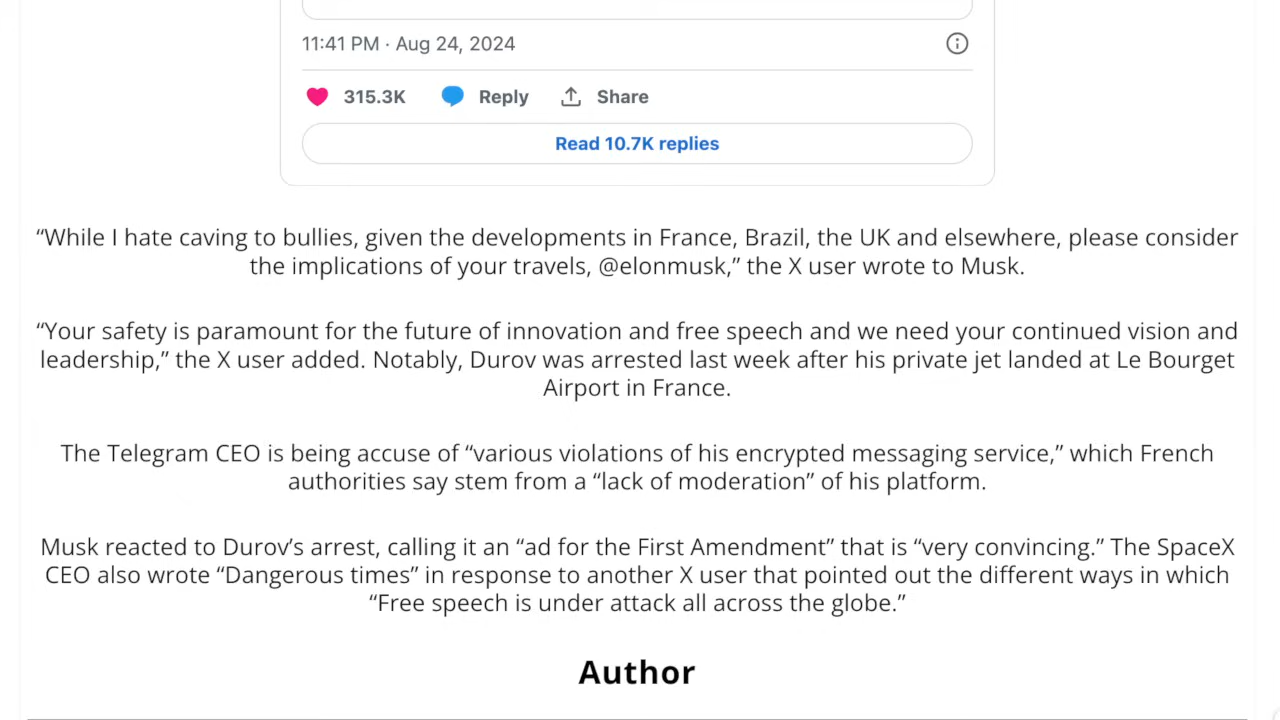 11:41 PM · Aug 24, 2024
315.3K Reply Share
Read 10.7K replies
“While I hate caving to bullies, given the developments in France, Brazil, the UK and elsewhere, please consider
the implications of your travels, @elonmusk,” the X user wrote to Musk.
“Your safety is paramount for the future of innovation and free speech and we need your continued vision and
leadership,” the X user added. Notably, Durov was arrested last week after his private jet landed at Le Bourget
Airport in France.
The Telegram CEO is being accuse of “various violations of his encrypted messaging service,” which French
authorities say stem from a “lack of moderation” of his platform.
Musk reacted to Durov’s arrest, calling it an “ad for the First Amendment” that is “very convincing.” The SpaceX
CEO also wrote “Dangerous times” in response to another X user that pointed out the different ways in which
“Free speech is under attack all across the globe.”
Author